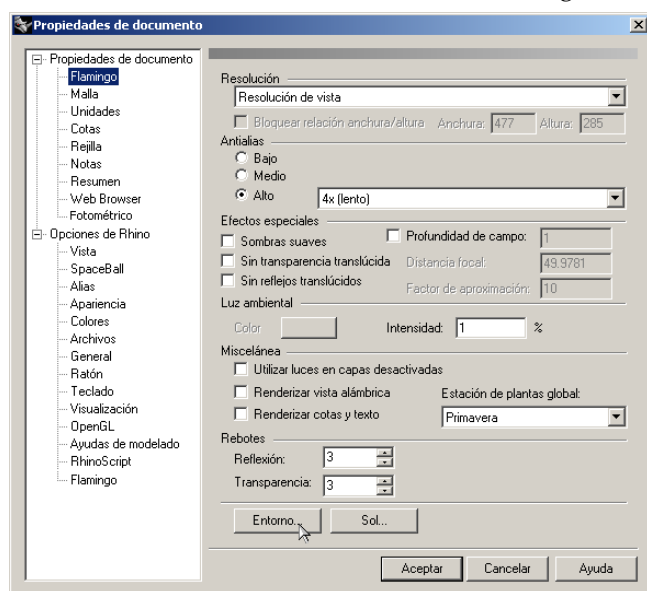 Propiedades de documento
Propiedades de documento
Flamingo
Malla
Unidades
Cotas
Rejilla
Notas
Resumen
Web Browser
Fotométrico
Opciones de Rhino
Vista
SpaceBall
Alias
Apariencia
Colores
Archivos
General
Ratón
Teclado
Visualización
OpenGL
Ayudas de modelado
RhinoScript
Flamingo
Resolución
Resolución de vista
Bloquear relación anchura/altura Anchura: 477 Altura: 285
Antialias
Bajo
Medio
Alto 4x (lento)
Efectos especiales
Sombras suaves Profundidad de campo: 1
Sin transparencia translúcida Distancia focal: 49.9781
Sin reflejos translúcidos Factor de aproximación: 10
Luz ambiental
Color Intensidad: 1 %
Miscelánea
Utilizar luces en capas desactivadas
Renderizar vista alámbrica Estación de plantas global:
Renderizar cotas y texto Primavera
Rebotes
Reflexión: 3
Transparencia: 3
Entorno... Sol...
Aceptar Cancelar Ayuda